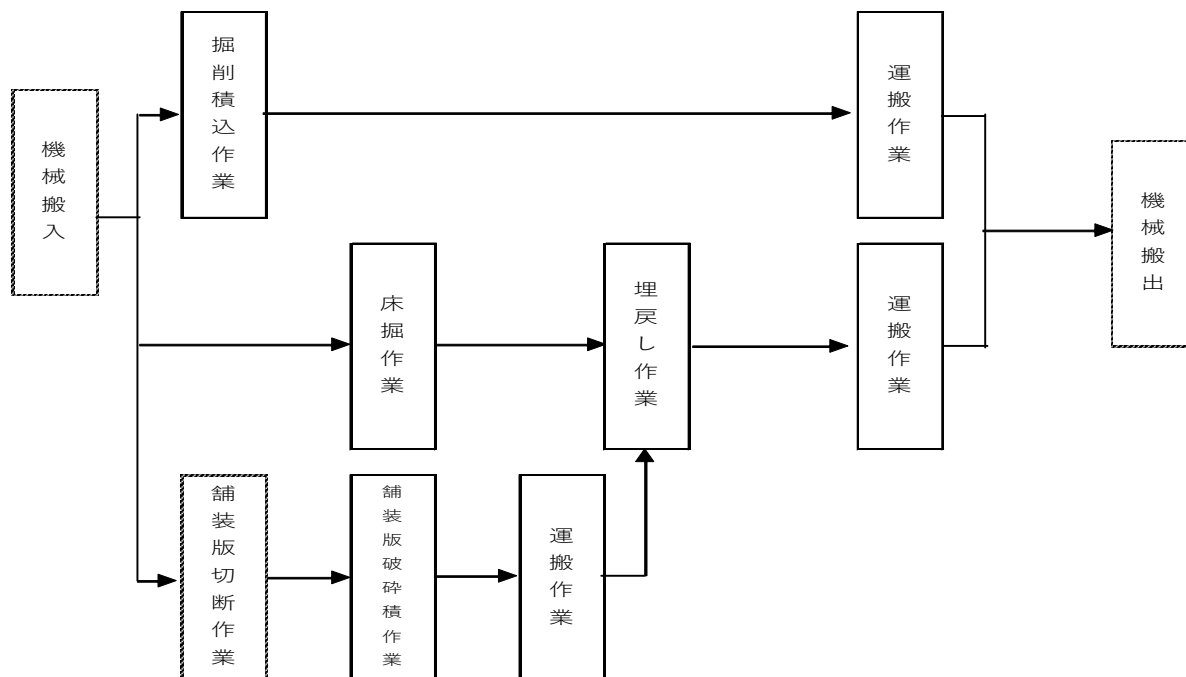 機械搬入
掘削積込作業
運搬作業
機械搬出
床掘作業
埋戻し作業
運搬作業
舗装版切断作業
舗装版破砕積作業
運搬作業